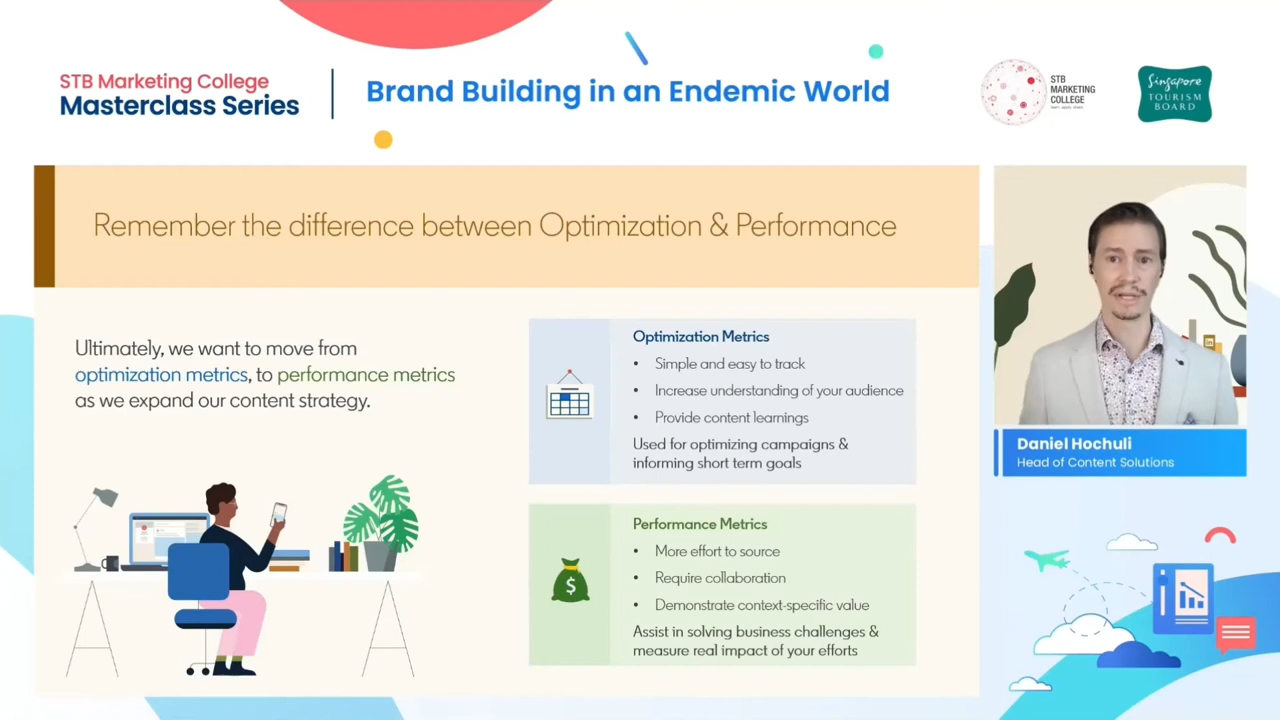 STB Marketing College
Masterclass Series
Brand Building in an Endemic World
STB
MARKETING
COLLEGE
Singapore
TOURISM
BOARD
Remember the difference between Optimization & Performance
Ultimately, we want to move from
optimization metrics, to performance metrics
as we expand our content strategy.
Optimization Metrics
• Simple and easy to track
• Increase understanding of your audience
• Provide content learnings
Used for optimizing campaigns &
informing short term goals
Performance Metrics
• More effort to source
• Require collaboration
• Demonstrate context-specific value
Assist in solving business challenges &
measure real impact of your efforts
$
in
Daniel Hochuli
Head of Content Solutions